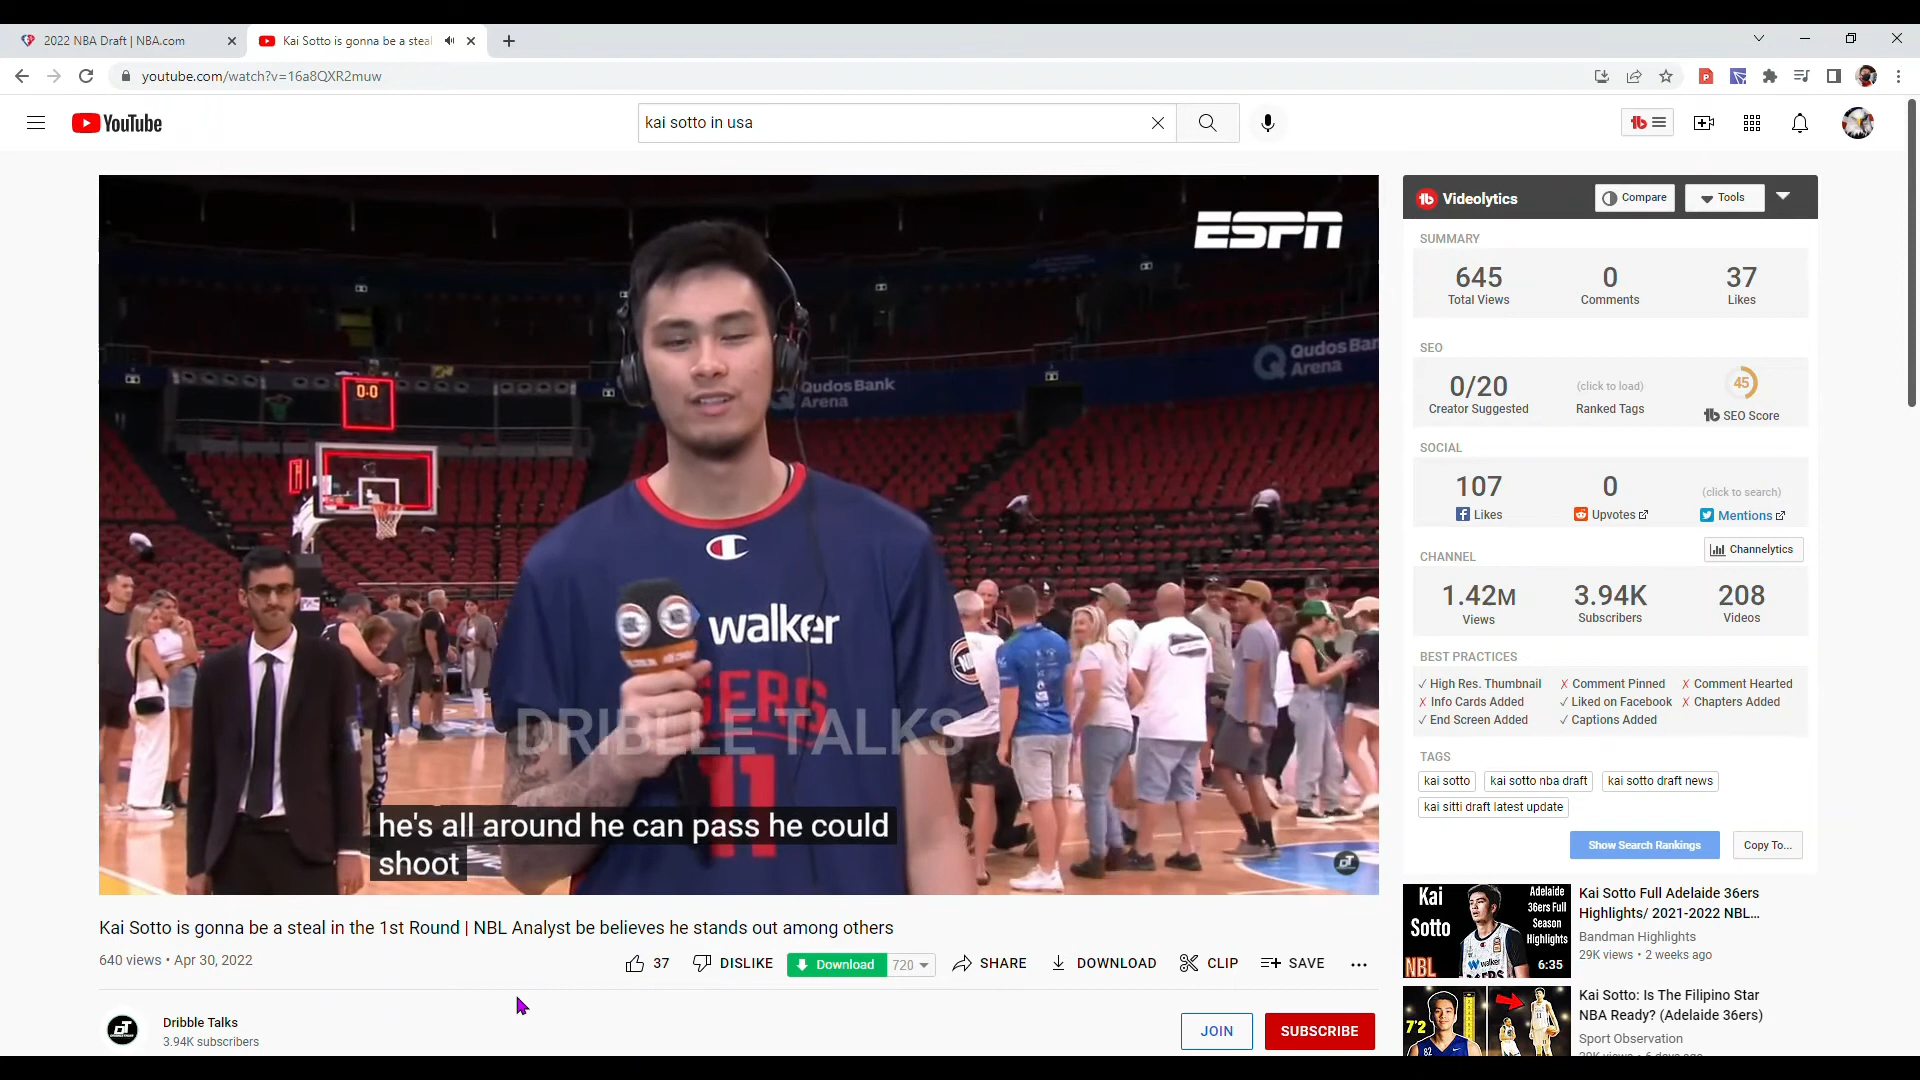 2022 NBA Draft | NBA.com
Kai Sotto is gonna be a steal
youtube.com/watch?v=16a8QXR2muw
YouTube
kai sotto in usa
ESPN
Qudos Bank
Arena
Qudos Ban
Arena
0:0
walker
GERS
11
DRIBLLE TALKS
he's all around he can pass he could
shoot
Kai Sotto is gonna be a steal in the 1st Round | NBL Analyst be believes he stands out among others
640 views • Apr 30, 2022
37
DISLIKE
Download
720
SHARE
DOWNLOAD
CLIP
SAVE
Dribble Talks
3.94K subscribers
JOIN
SUBSCRIBE
tb Videolytics
Compare
Tools
SUMMARY
645 0 37
Total Views Comments Likes
SEO
0/20 (click to load) 45
Creator Suggested Ranked Tags tb SEO Score
SOCIAL
107 0 (click to search)
Likes Upvotes Mentions
CHANNEL Channelytics
1.42M 3.94K 208
Views Subscribers Videos
BEST PRACTICES
✓ High Res. Thumbnail ✗ Comment Pinned ✗ Comment Hearted
✗ Info Cards Added ✓ Liked on Facebook ✗ Chapters Added
✓ End Screen Added ✓ Captions Added
TAGS
kai sotto kai sotto nba draft kai sotto draft news
kai sitti draft latest update
Show Search Rankings Copy To...
Kai
Sotto
NBL
Adelaide
36ers Full
Season
Highlights
6:35
Kai Sotto Full Adelaide 36ers
Highlights/ 2021-2022 NBL...
Bandman Highlights
29K views • 2 weeks ago
7'2
Kai Sotto: Is The Filipino Star
NBA Ready? (Adelaide 36ers)
Sport Observation